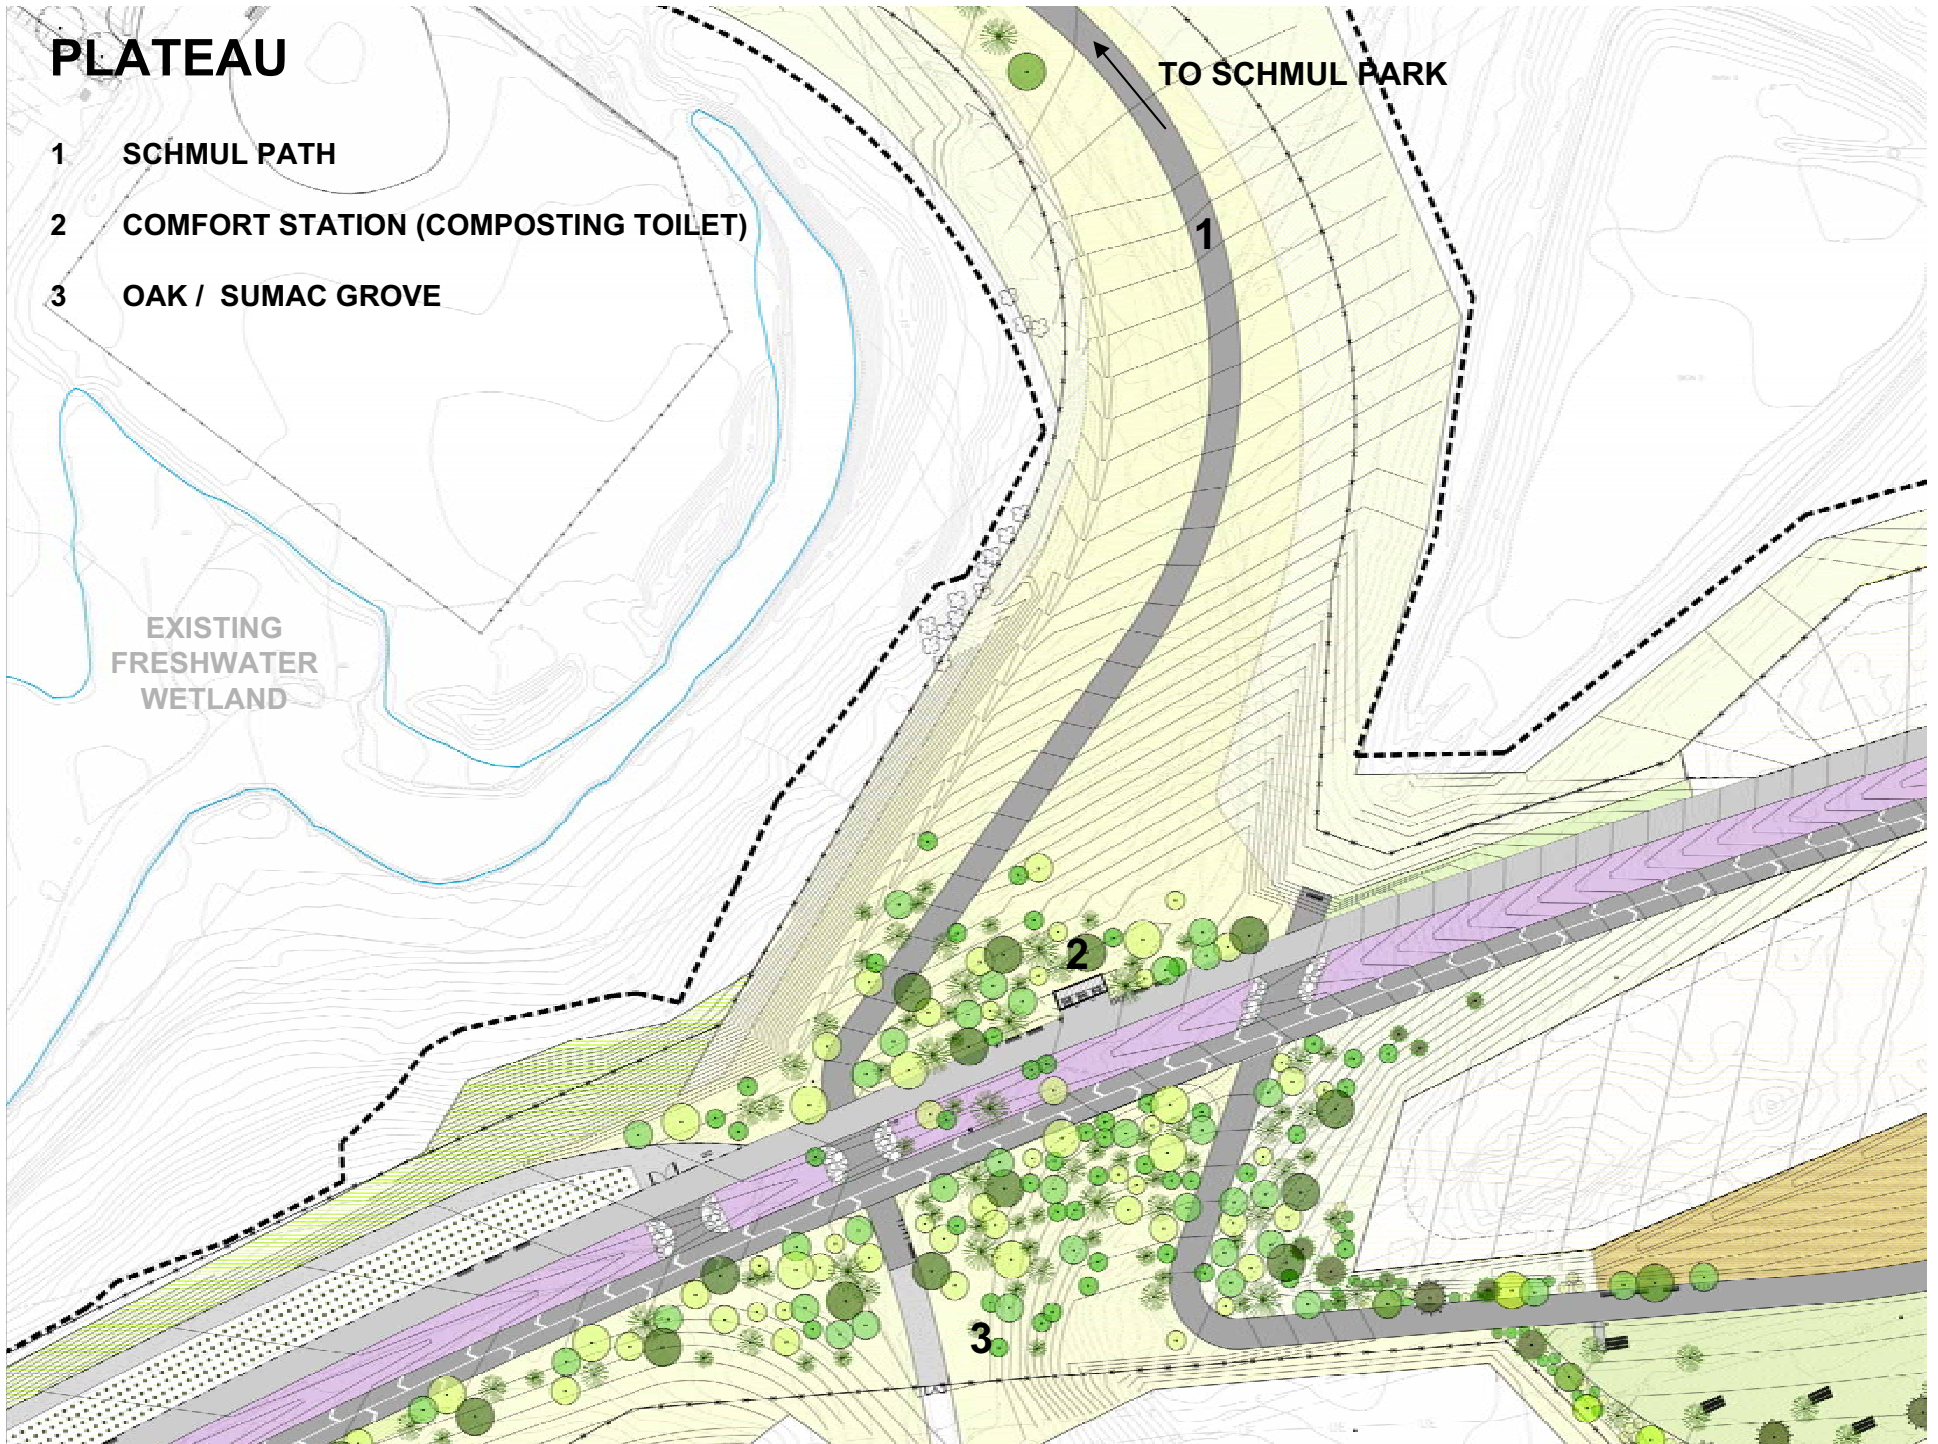 PLATEAU
TO SCHMUL PARK
1 SCHMUL PATH
2 COMFORT STATION (COMPOSTING TOILET)
3 OAK / SUMAC GROVE
1
EXISTING
FRESHWATER
WETLAND
2
3